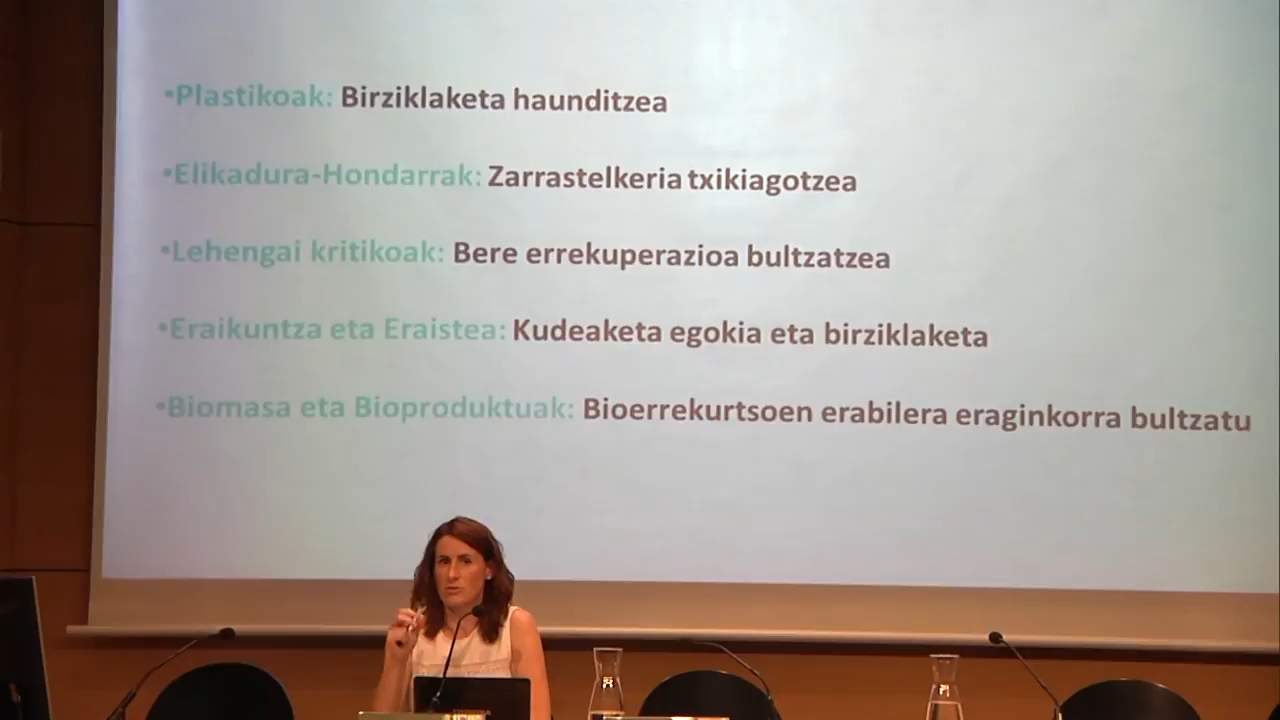 •Plastikoak: Birziklaketa haunditzea
•Elikadura-Hondarrak: Zarrastelkeria txikiagotzea
•Lehengai kritikoak: Bere errekuperazioa bultzatzea
•Eraikuntza eta Eraistea: Kudeaketa egokia eta birziklaketa
•Biomasa eta Bioproduktuak: Bioerrekurtsoen erabilera eraginkorra bultzatu